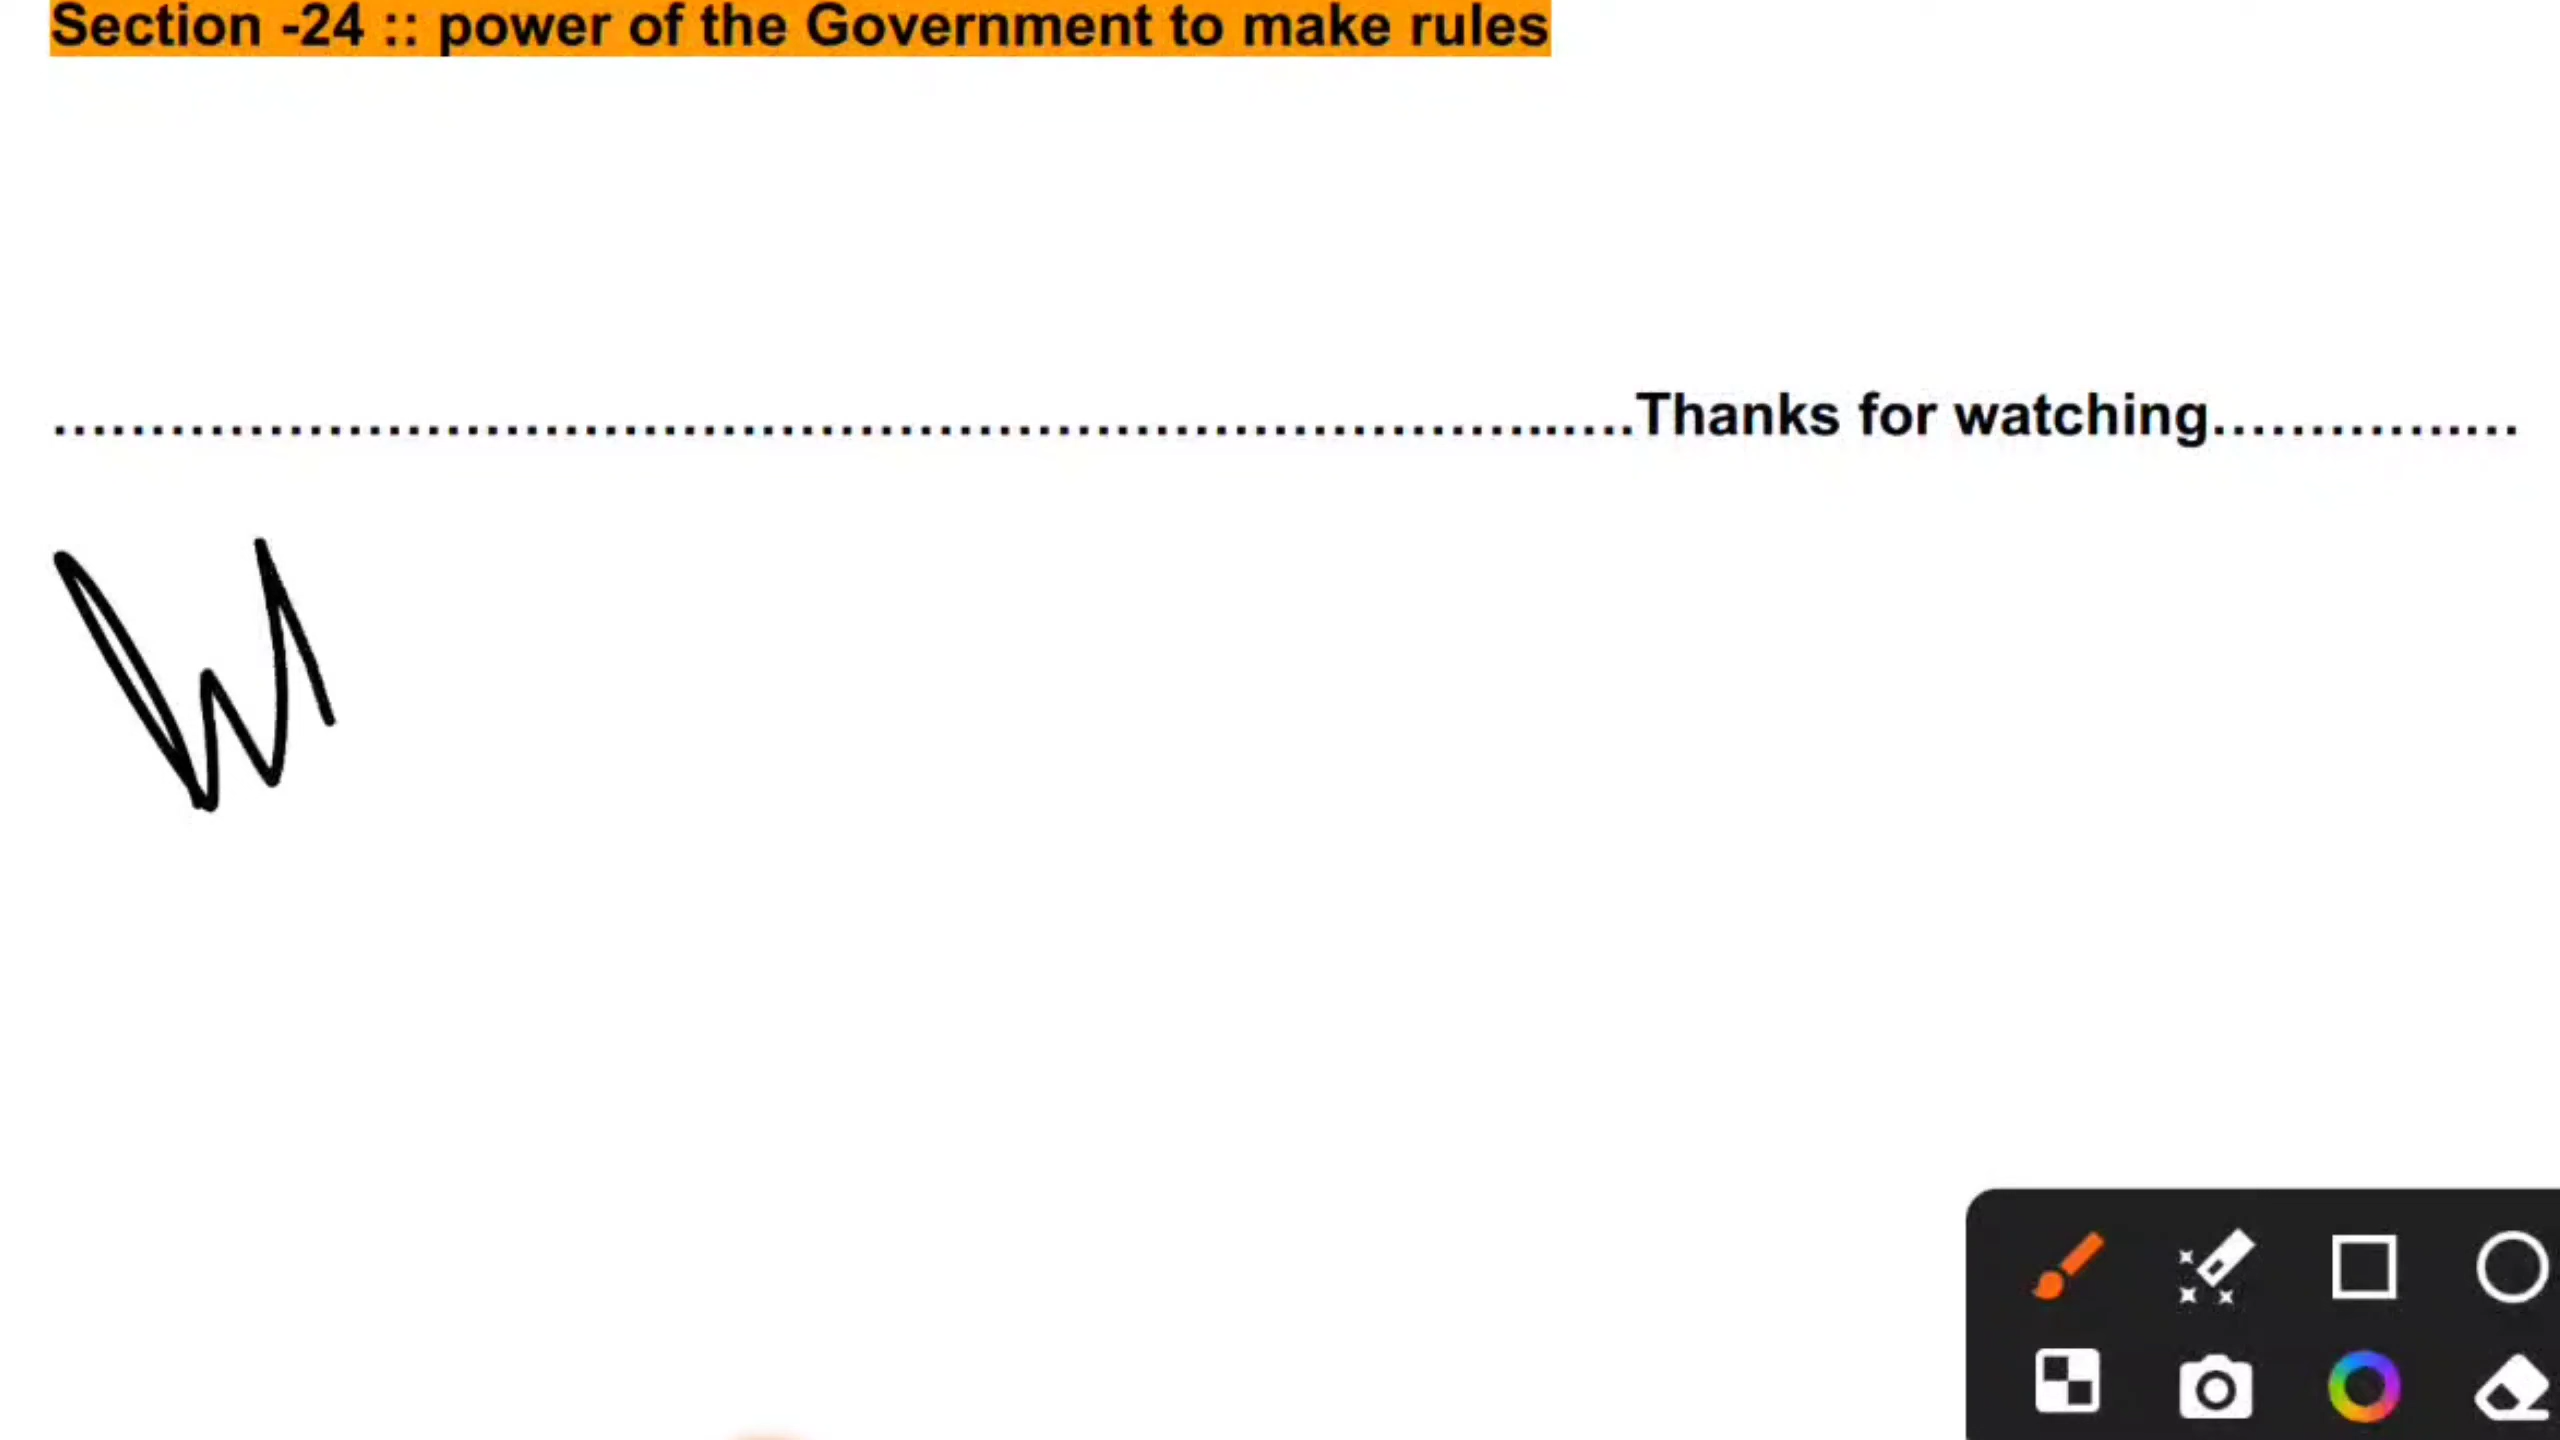 Section -24 :: power of the Government to make rules
………………………………………………………………………..….Thanks for watching…………..…